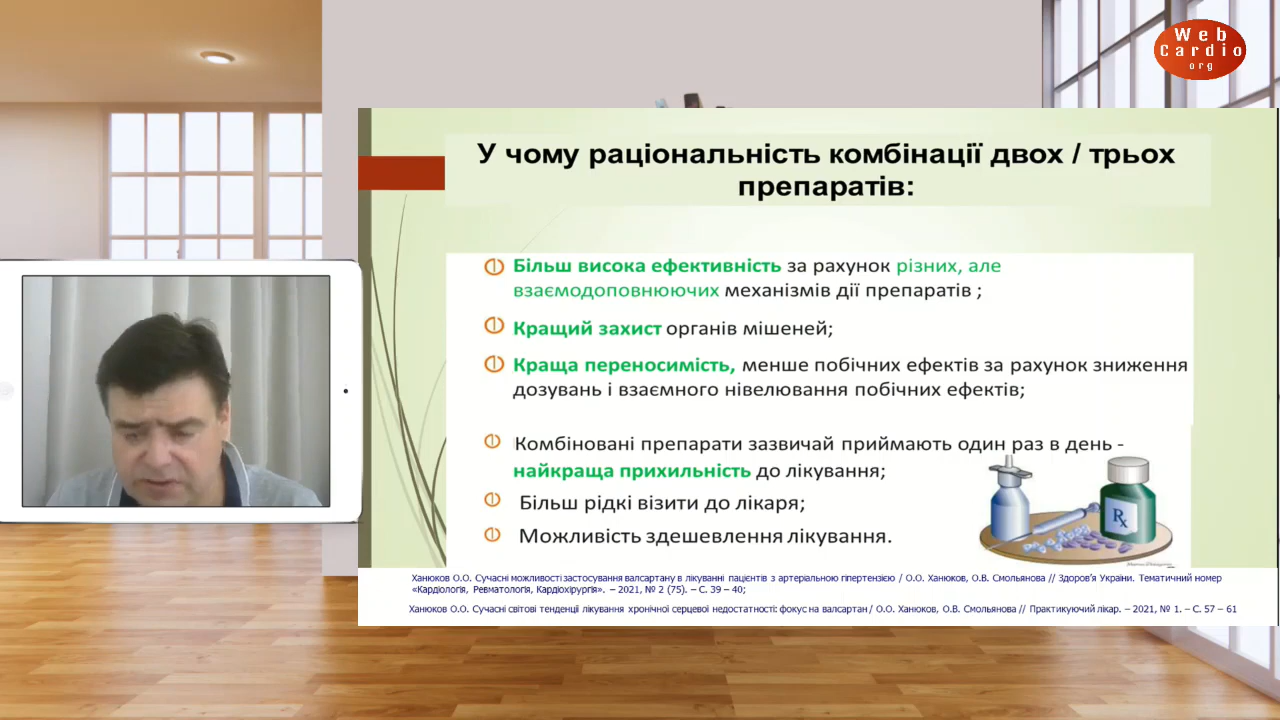 Web
Cardio
org
У чому раціональність комбінації двох / трьох
препаратів:
Більш висока ефективність за рахунок різних, але
взаємодоповнюючих механізмів дії препаратів ;
Кращий захист органів мішеней;
Краща переносимість, менше побічних ефектів за рахунок зниження
дозувань і взаємного нівелювання побічних ефектів;
Комбіновані препарати зазвичай приймають один раз в день -
найкраща прихильність до лікування;
Більш рідкі візити до лікаря;
Можливість здешевлення лікування.
Rx
Ханюков О.О. Сучасні можливості застосування валсартану в лікуванні пацієнтів з артеріальною гіпертензією / О.О. Ханюков, О.В. Смольянова // Здоров'я України. Тематичний номер
«Кардіологія, Ревматологія, Кардіохірургія». – 2021, № 2 (75). – С. 39 – 40;
Ханюков О.О. Сучасні світові тенденції лікування хронічної серцевої недостатності: фокус на валсартан / О.О. Ханюков, О.В. Смольянова // Практикуючий лікар. – 2021, № 1. – С. 57 – 61